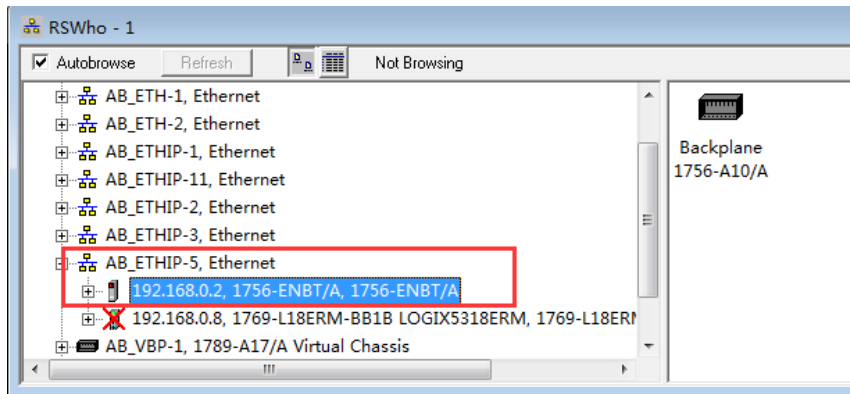 RSWho - 1
Autobrowse Refresh Not Browsing
AB_ETH-1, Ethernet
AB_ETH-2, Ethernet
AB_ETHIP-1, Ethernet
AB_ETHIP-11, Ethernet
AB_ETHIP-2, Ethernet
AB_ETHIP-3, Ethernet
AB_ETHIP-5, Ethernet
192.168.0.2, 1756-ENBT/A, 1756-ENBT/A
192.168.0.8, 1769-L18ERM-BB1B LOGIX5318ERM, 1769-L18ERM
AB_VBP-1, 1789-A17/A Virtual Chassis
Backplane
1756-A10/A